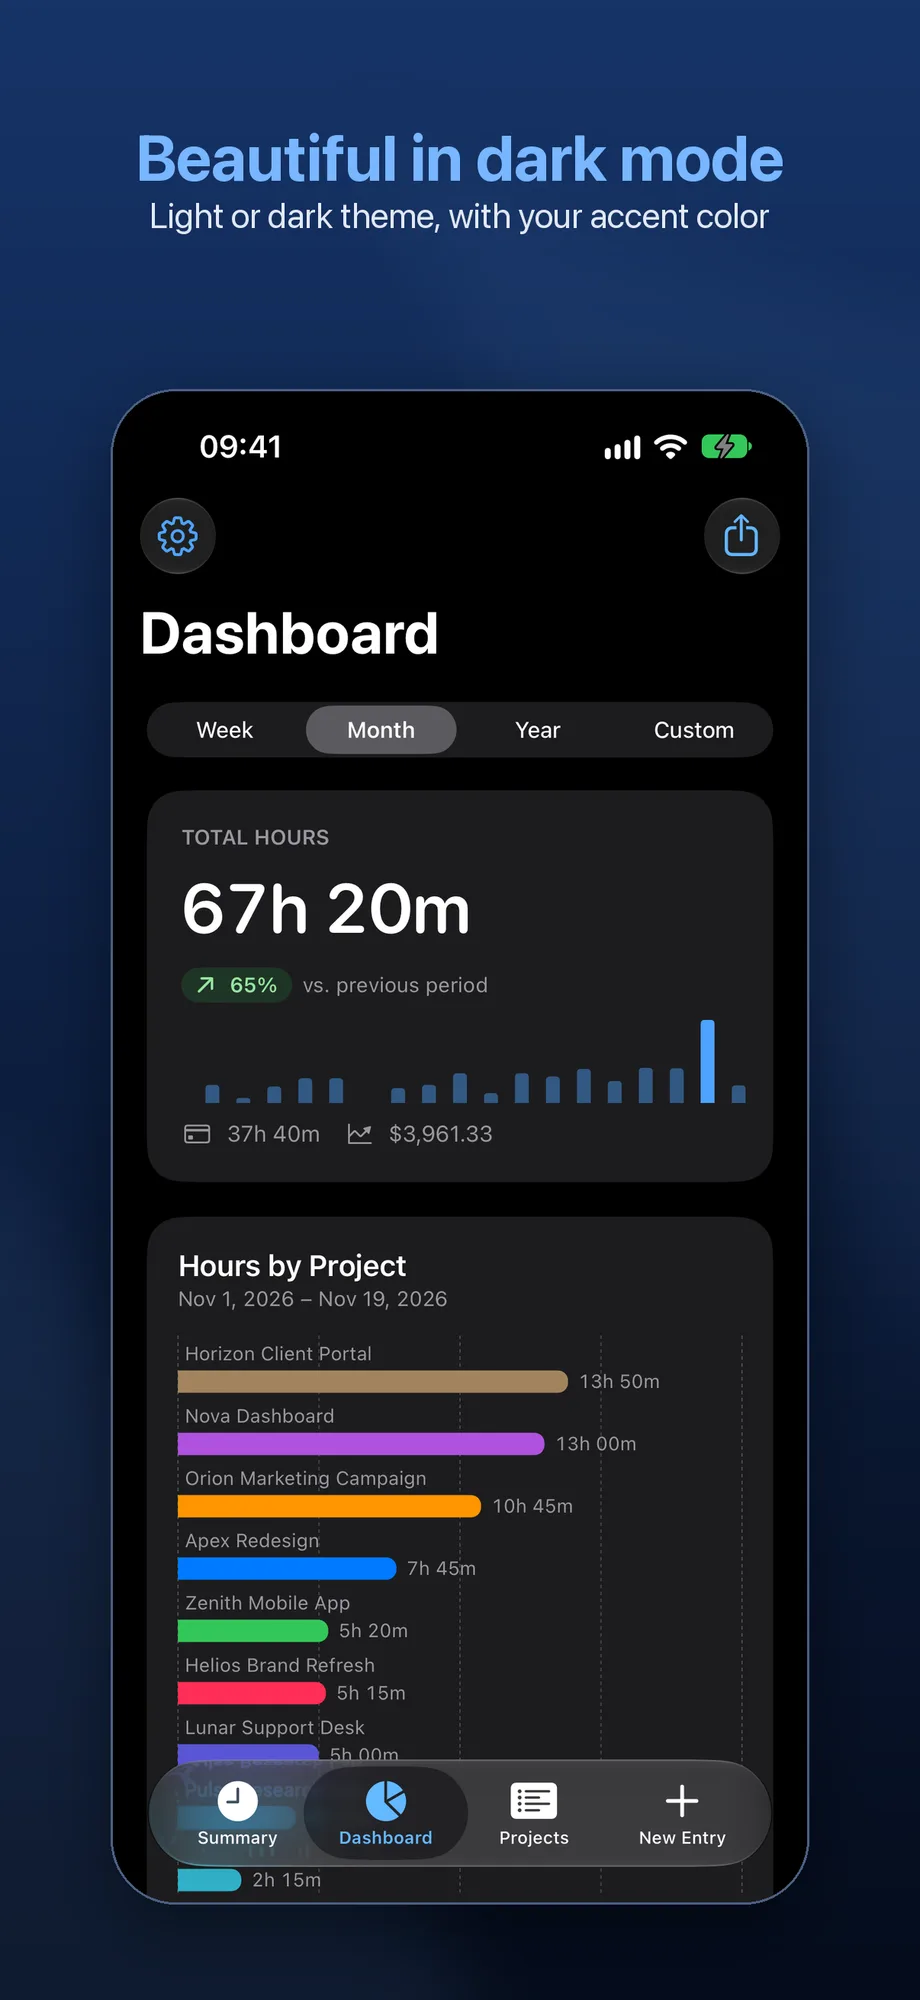 Beautiful in dark mode
Light or dark theme, with your accent color
09:41
Dashboard
Week Month Year Custom
TOTAL HOURS
67h 20m
65% vs. previous period
37h 40m $3,961.33
Hours by Project
Nov 1, 2026 – Nov 19, 2026
Horizon Client Portal
13h 50m
Nova Dashboard
13h 00m
Orion Marketing Campaign
10h 45m
Apex Redesign
7h 45m
Zenith Mobile App
5h 20m
Helios Brand Refresh
5h 15m
Lunar Support Desk
5h 00m
Summary Dashboard Projects New Entry
2h 15m